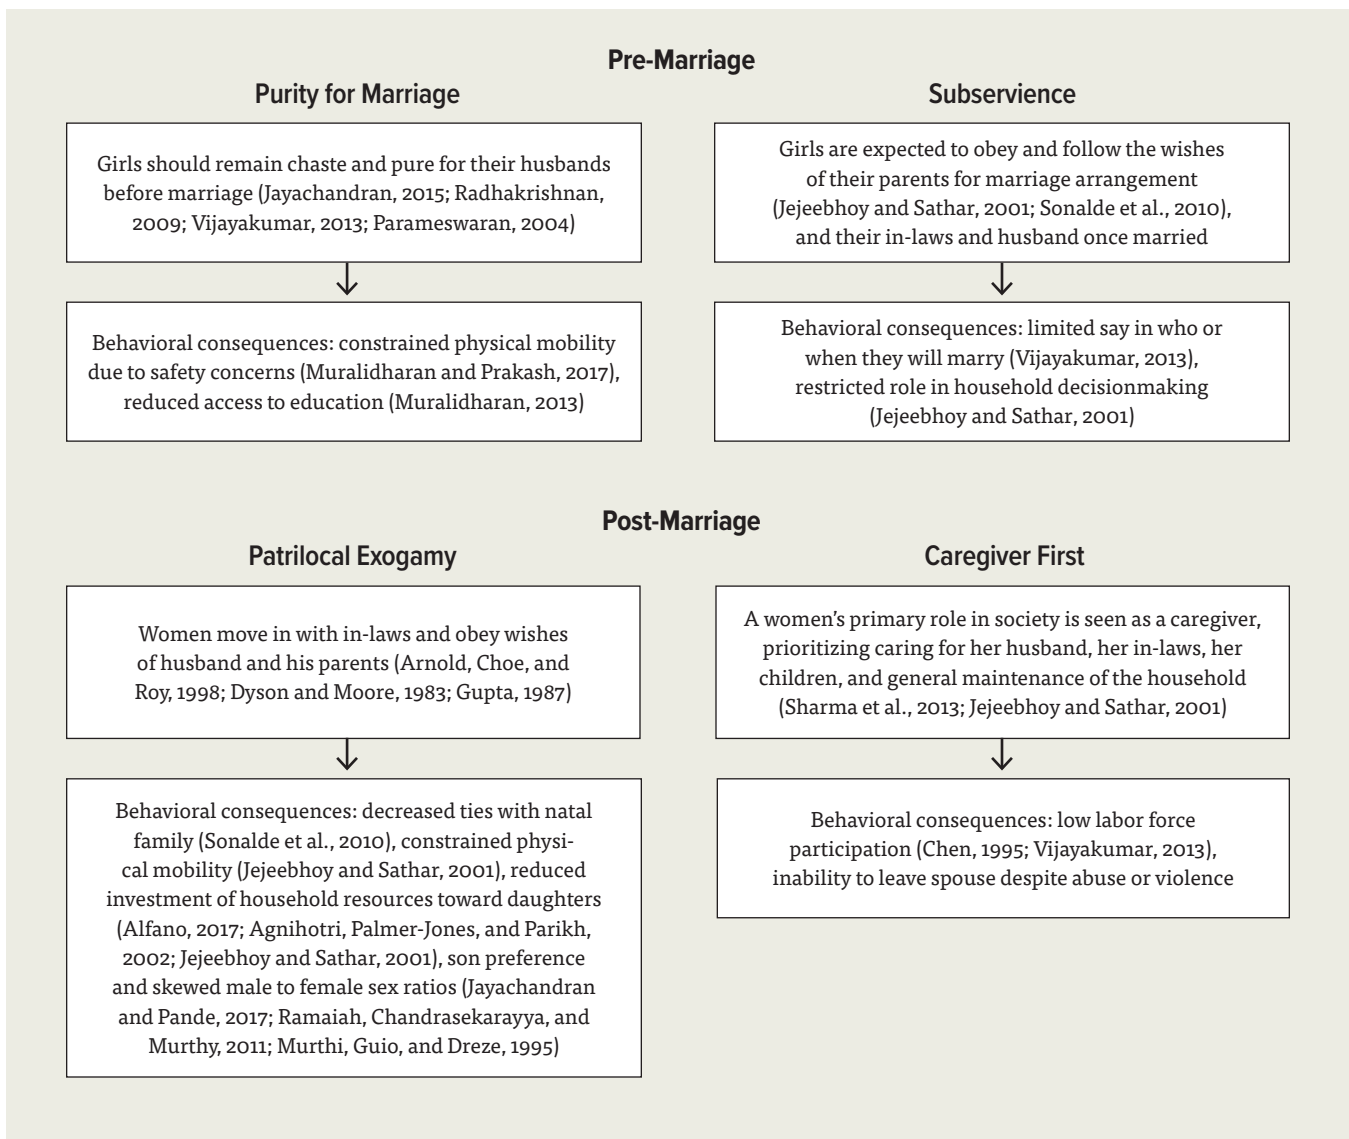 Pre-Marriage
Purity for Marriage
Girls should remain chaste and pure for their husbands
before marriage (Jayachandran, 2015; Radhakrishnan,
2009; Vijayakumar, 2013; Parameswaran, 2004)
Behavioral consequences: constrained physical mobility
due to safety concerns (Muralidharan and Prakash, 2017),
reduced access to education (Muralidharan, 2013)
Subservience
Girls are expected to obey and follow the wishes
of their parents for marriage arrangement
(Jejeebhoy and Sathar, 2001; Sonalde et al., 2010),
and their in-laws and husband once married
Behavioral consequences: limited say in who or
when they will marry (Vijayakumar, 2013),
restricted role in household decisionmaking
(Jejeebhoy and Sathar, 2001)
Post-Marriage
Patrilocal Exogamy
Women move in with in-laws and obey wishes
of husband and his parents (Arnold, Choe, and
Roy, 1998; Dyson and Moore, 1983; Gupta, 1987)
Behavioral consequences: decreased ties with natal
family (Sonalde et al., 2010), constrained physi-
cal mobility (Jejeebhoy and Sathar, 2001), reduced
investment of household resources toward daughters
(Alfano, 2017; Agnihotri, Palmer-Jones, and Parikh,
2002; Jejeebhoy and Sathar, 2001), son preference
and skewed male to female sex ratios (Jayachandran
and Pande, 2017; Ramaiah, Chandrasekarayya, and
Murthy, 2011; Murthi, Guio, and Dreze, 1995)
Caregiver First
A women's primary role in society is seen as a caregiver,
prioritizing caring for her husband, her in-laws, her
children, and general maintenance of the household
(Sharma et al., 2013; Jejeebhoy and Sathar, 2001)
Behavioral consequences: low labor force
participation (Chen, 1995; Vijayakumar, 2013),
inability to leave spouse despite abuse or violence